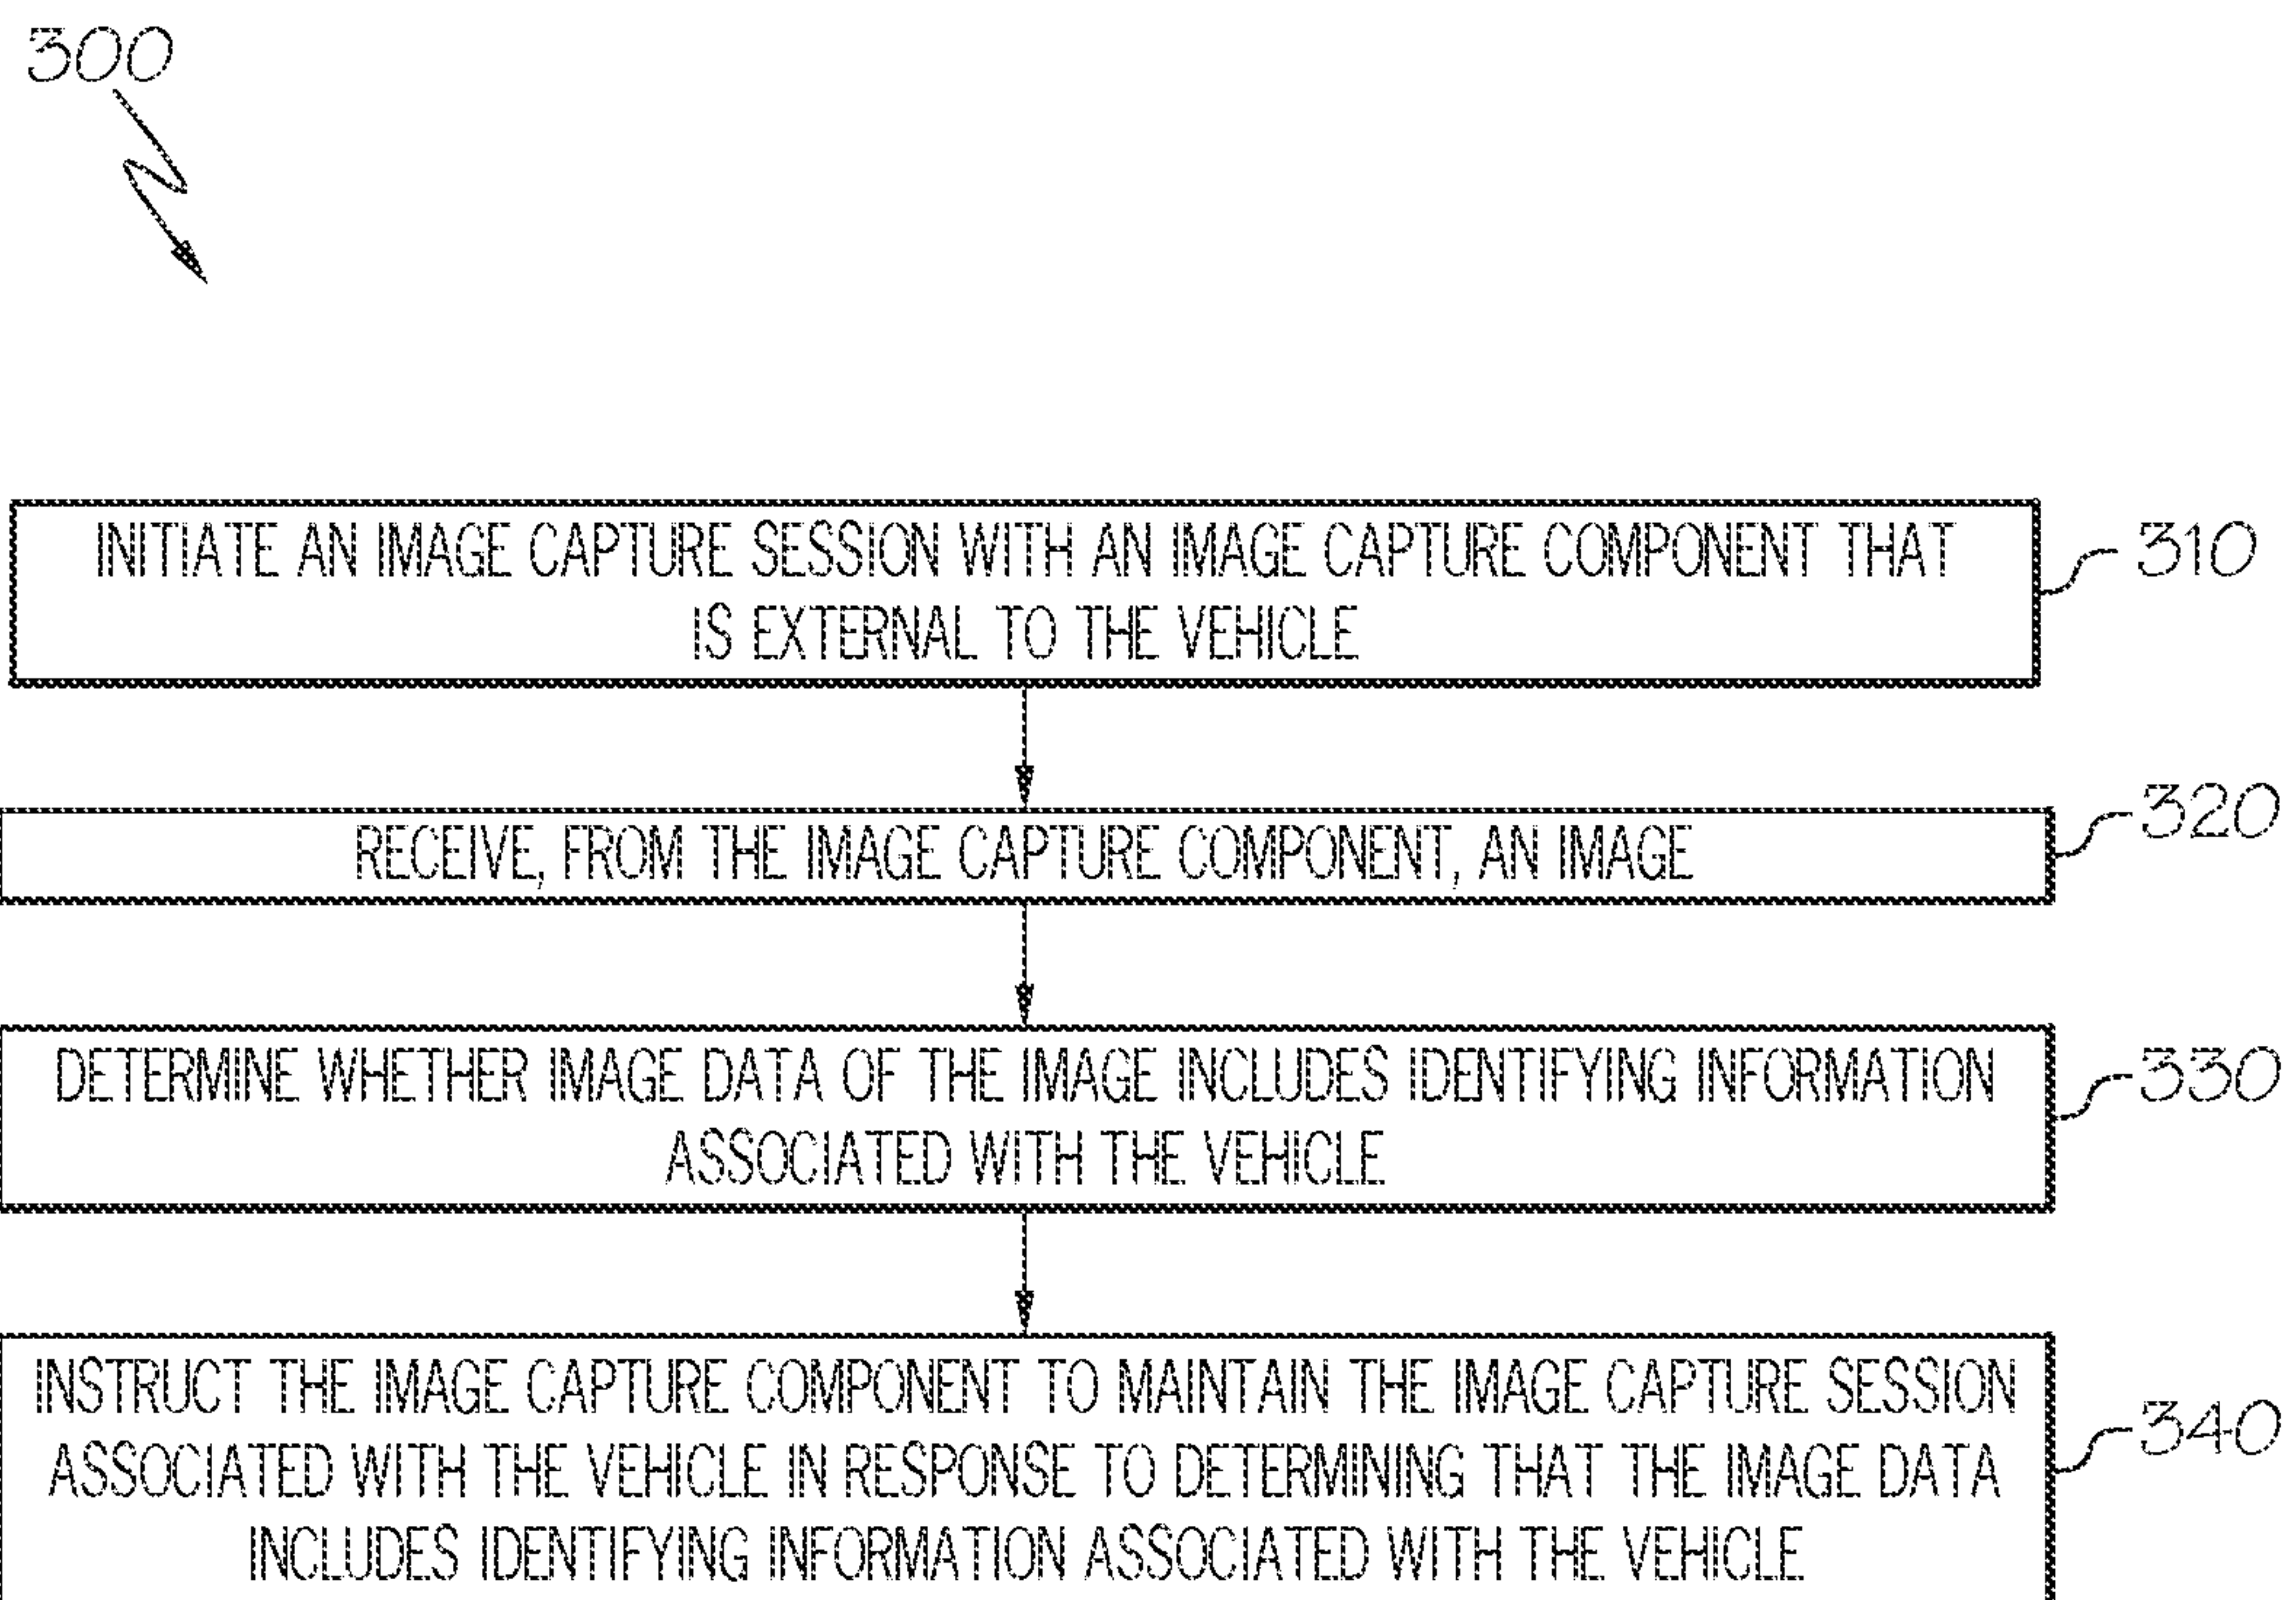 300
INITIATE AN IMAGE CAPTURE SESSION WITH AN IMAGE CAPTURE COMPONENT THAT
IS EXTERNAL TO THE VEHICLE
310
RECEIVE, FROM THE IMAGE CAPTURE COMPONENT, AN IMAGE
320
DETERMINE WHETHER IMAGE DATA OF THE IMAGE INCLUDES IDENTIFYING INFORMATION
ASSOCIATED WITH THE VEHICLE
330
INSTRUCT THE IMAGE CAPTURE COMPONENT TO MAINTAIN THE IMAGE CAPTURE SESSION
ASSOCIATED WITH THE VEHICLE IN RESPONSE TO DETERMINING THAT THE IMAGE DATA
INCLUDES IDENTIFYING INFORMATION ASSOCIATED WITH THE VEHICLE
340